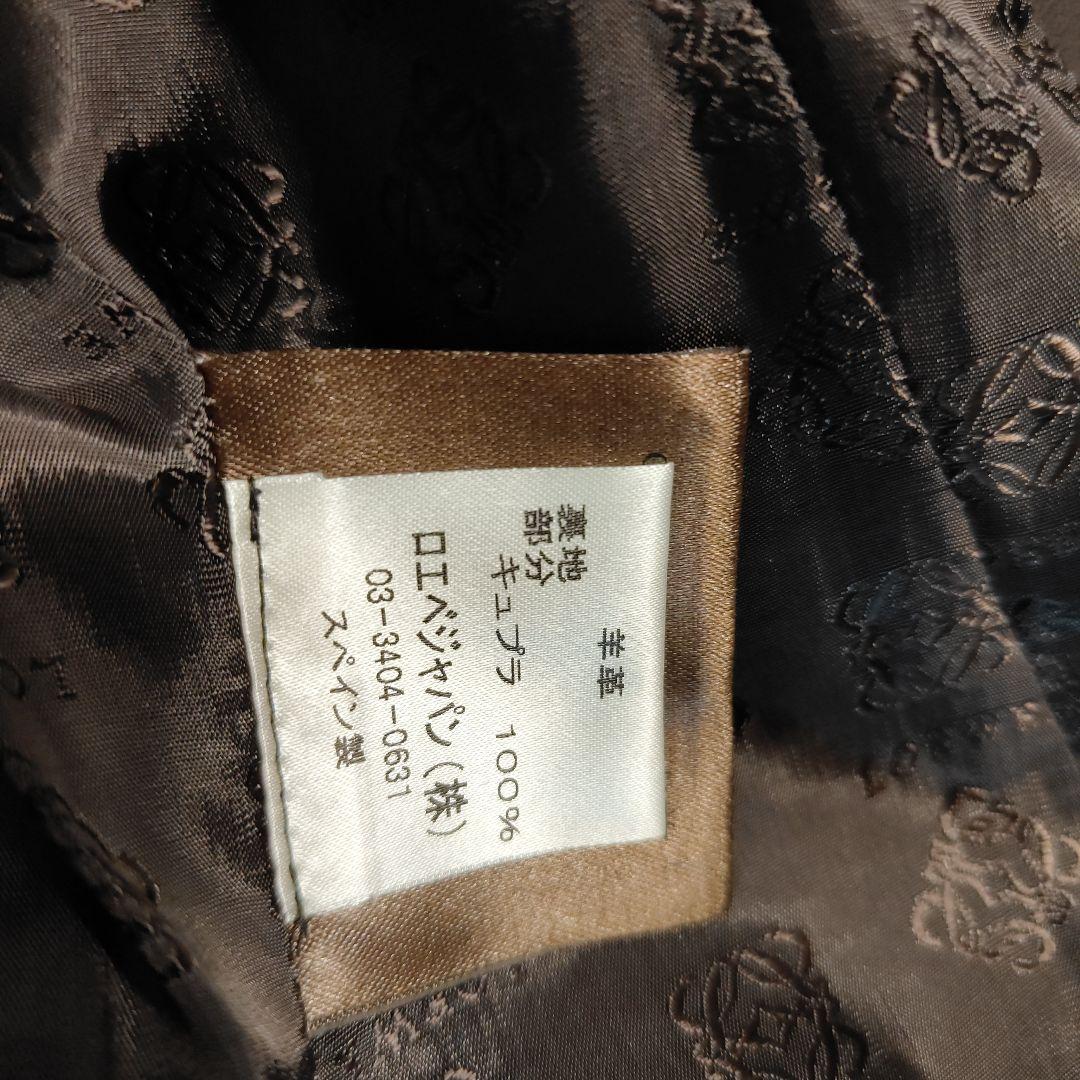 羊革
裏地
部分
キュプラ 100%
ロエベジャパン(株)
03-3404-0631
スペイン製